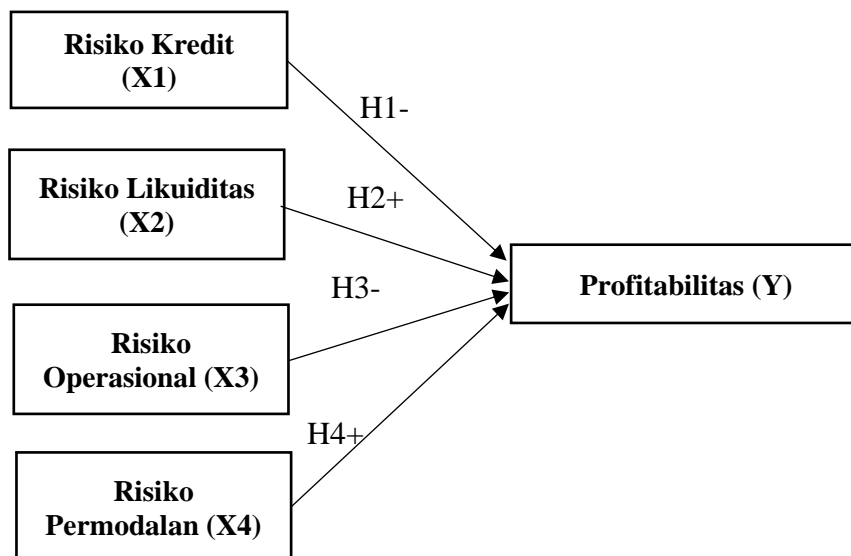 Risiko Kredit
(X1)
H1-
Risiko Likuiditas
(X2)
H2+
Profitabilitas (Y)
H3-
Risiko
Operasional (X3)
H4+
Risiko
Permodalan (X4)